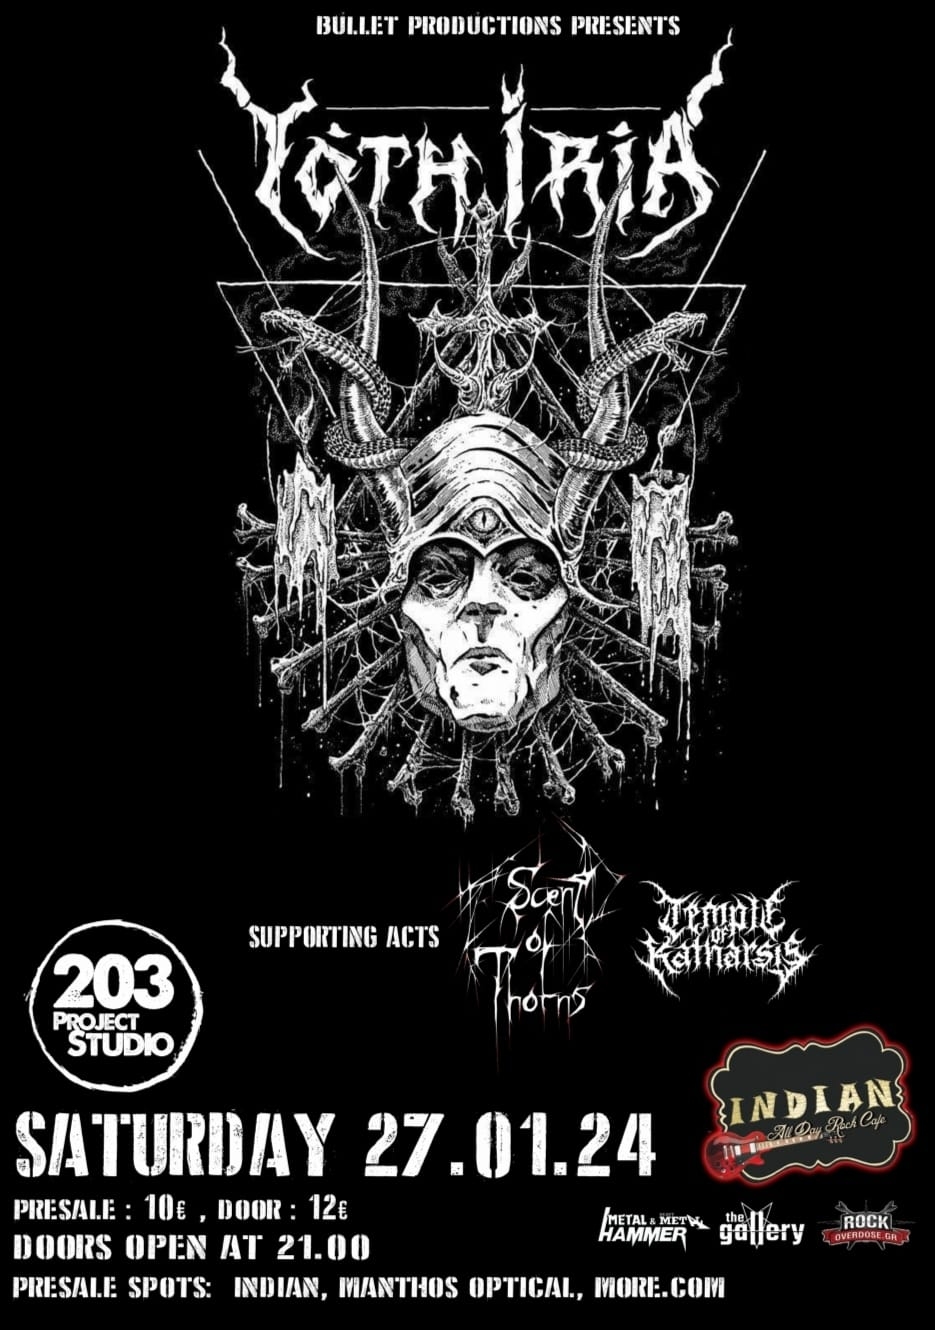 BULLET PRODUCTIONS PRESENTS
YOTH IRIA
SUPPORTING ACTS
Scent
of
Thorns
Temple
OF
Katharsis
203
PROJECT
STUDIO
INDIAN
All Day Rock Cafe
SATURDAY 27.01.24
PRESALE : 10€ , DOOR : 12€
DOORS OPEN AT 21.00
PRESALE SPOTS: INDIAN, MANTHOS OPTICAL, MORE.COM
METAL & METAL
HAMMER
the
gallery
ROCK
OVERDOSE.GR